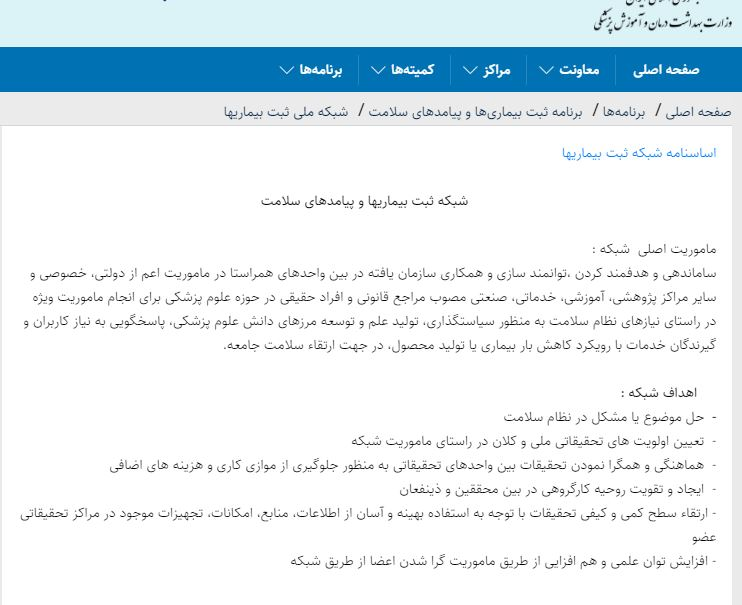 وزارت بهداشت درمان و آموزش پزشکی
صفحه اصلی معاونت مراکز کمیته‌ها برنامه‌ها
صفحه اصلی / برنامه‌ها / برنامه ثبت بیماری‌ها و پیامدهای سلامت / شبکه ملی ثبت بیماریها
اساسنامه شبکه ثبت بیماریها
شبکه ثبت بیماریها و پیامدهای سلامت
ماموریت اصلی شبکه :
ساماندهی و هدفمند کردن ،توانمند سازی و همکاری سازمان یافته در بین واحدهای همراستا در ماموریت اعم از دولتی، خصوصی و
سایر مراکز پژوهشی، آموزشی، خدماتی، صنعتی مصوب مراجع قانونی و افراد حقیقی در حوزه علوم پزشکی برای انجام ماموریت ویژه
در راستای نیازهای نظام سلامت به منظور سیاستگذاری، تولید علم و توسعه مرزهای دانش علوم پزشکی، پاسخگویی به نیاز کاربران و
گیرندگان خدمات با رویکرد کاهش بار بیماری یا تولید محصول، در جهت ارتقاء سلامت جامعه.
اهداف شبکه :
- حل موضوع یا مشکل در نظام سلامت
- تعیین اولویت های تحقیقاتی ملی و کلان در راستای ماموریت شبکه
- هماهنگی و همگرا نمودن تحقیقات بین واحدهای تحقیقاتی به منظور جلوگیری از موازی کاری و هزینه های اضافی
- ایجاد و تقویت روحیه کارگروهی در بین محققین و ذینفعان
- ارتقاء سطح کمی و کیفی تحقیقات با توجه به استفاده بهینه و آسان از اطلاعات، منابع، امکانات، تجهیزات موجود در مراکز تحقیقاتی
عضو
- افزایش توان علمی و هم افزایی از طریق ماموریت گرا شدن اعضا از طریق شبکه